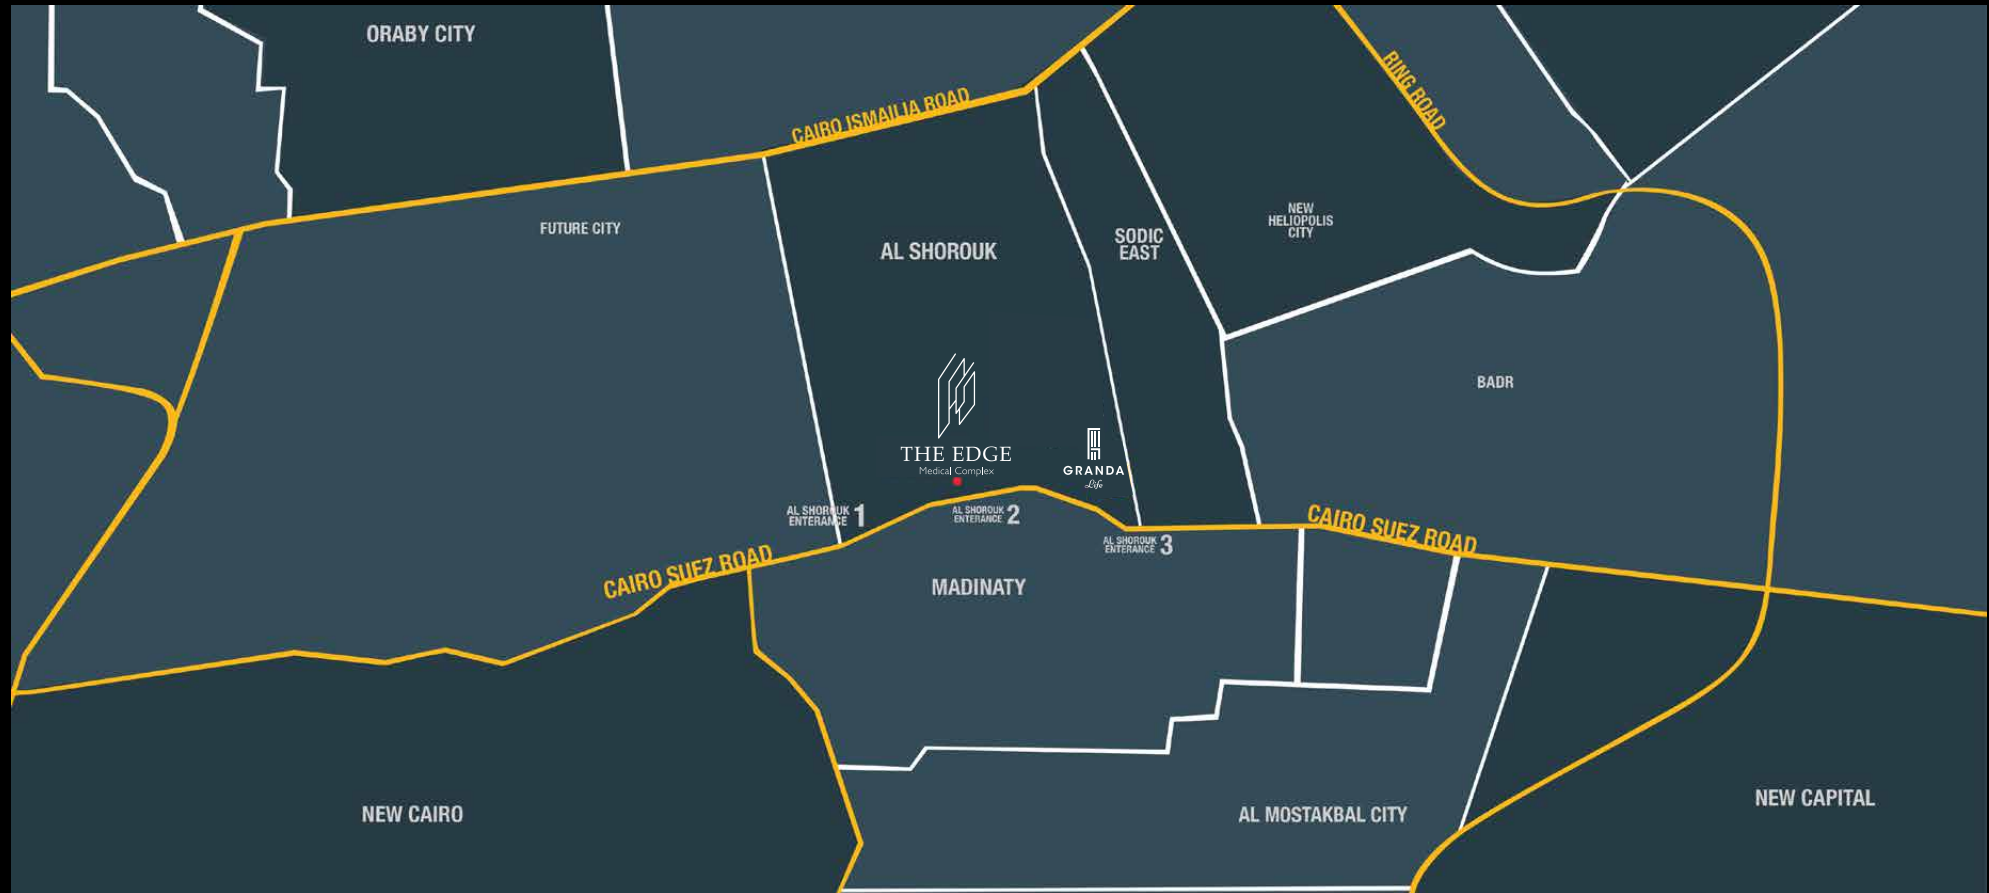 ORABY CITY
RING ROAD
CAIRO ISMAILIA ROAD
FUTURE CITY
NEW
HELIOPOLIS
CITY
AL SHOROUK
SODIC
EAST
BADR
THE EDGE
Medical Complex
GRANDA
Life
AL SHOROUK
ENTERANCE 1
AL SHOROUK
ENTERANCE 2
AL SHOROUK
ENTERANCE 3
CAIRO SUEZ ROAD
CAIRO SUEZ ROAD
MADINATY
NEW CAIRO
AL MOSTAKBAL CITY
NEW CAPITAL